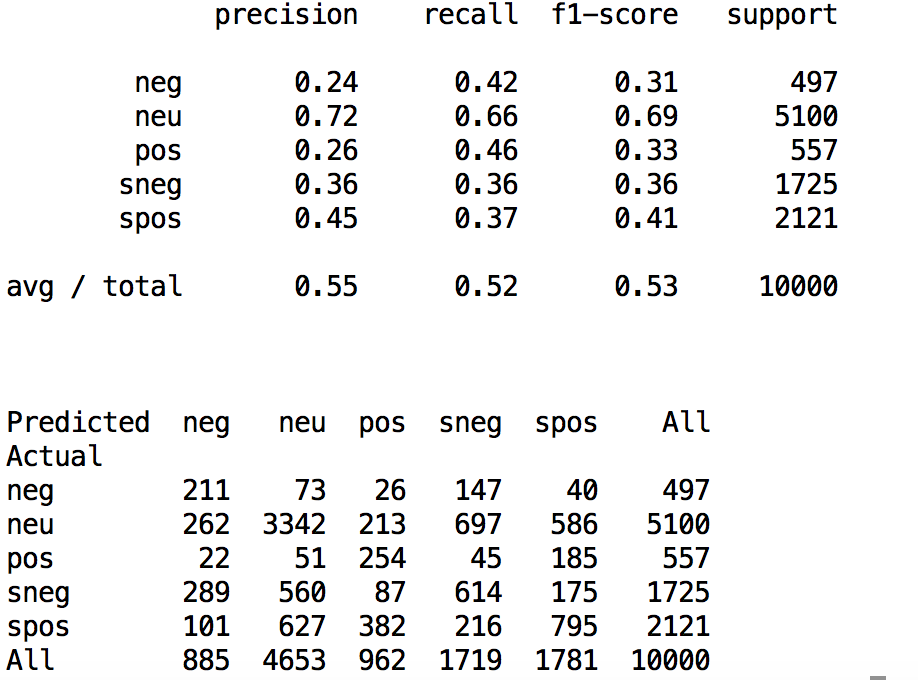 precision recall f1-score support
neg 0.24 0.42 0.31 497
neu 0.72 0.66 0.69 5100
pos 0.26 0.46 0.33 557
sneg 0.36 0.36 0.36 1725
spos 0.45 0.37 0.41 2121
avg / total 0.55 0.52 0.53 10000
Predicted neg neu pos sneg spos All
Actual
neg 211 73 26 147 40 497
neu 262 3342 213 697 586 5100
pos 22 51 254 45 185 557
sneg 289 560 87 614 175 1725
spos 101 627 382 216 795 2121
All 885 4653 962 1719 1781 10000